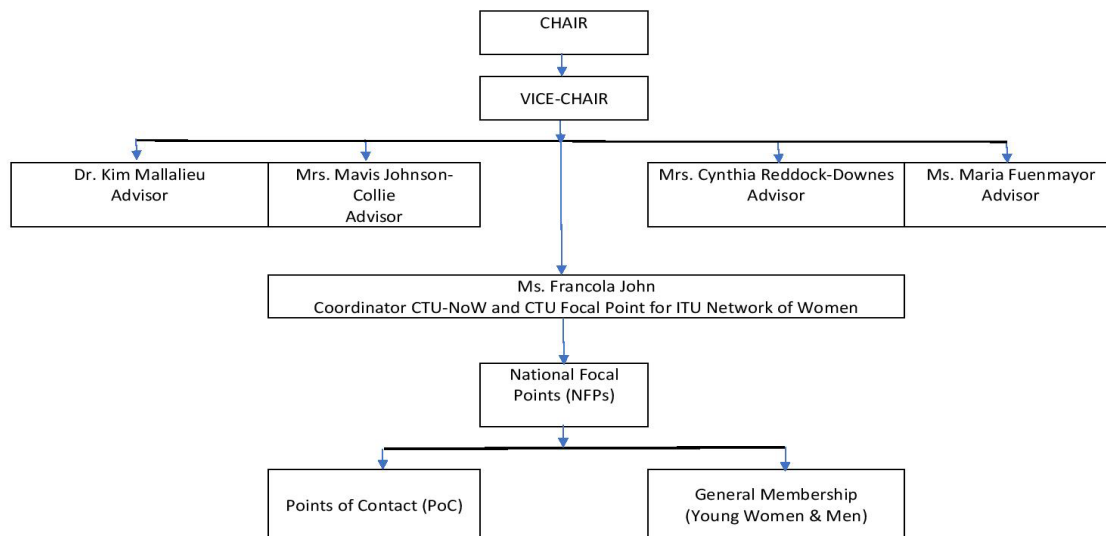 CHAIR
VICE-CHAIR
Dr. Kim Mallalieu
Advisor
Mrs. Mavis Johnson-
Collie
Advisor
Mrs. Cynthia Reddock-Downes
Advisor
Ms. Maria Fuenmayor
Advisor
Ms. Francola John
Coordinator CTU-NoW and CTU Focal Point for ITU Network of Women
National Focal
Points (NFPs)
Points of Contact (PoC)
General Membership
(Young Women & Men)